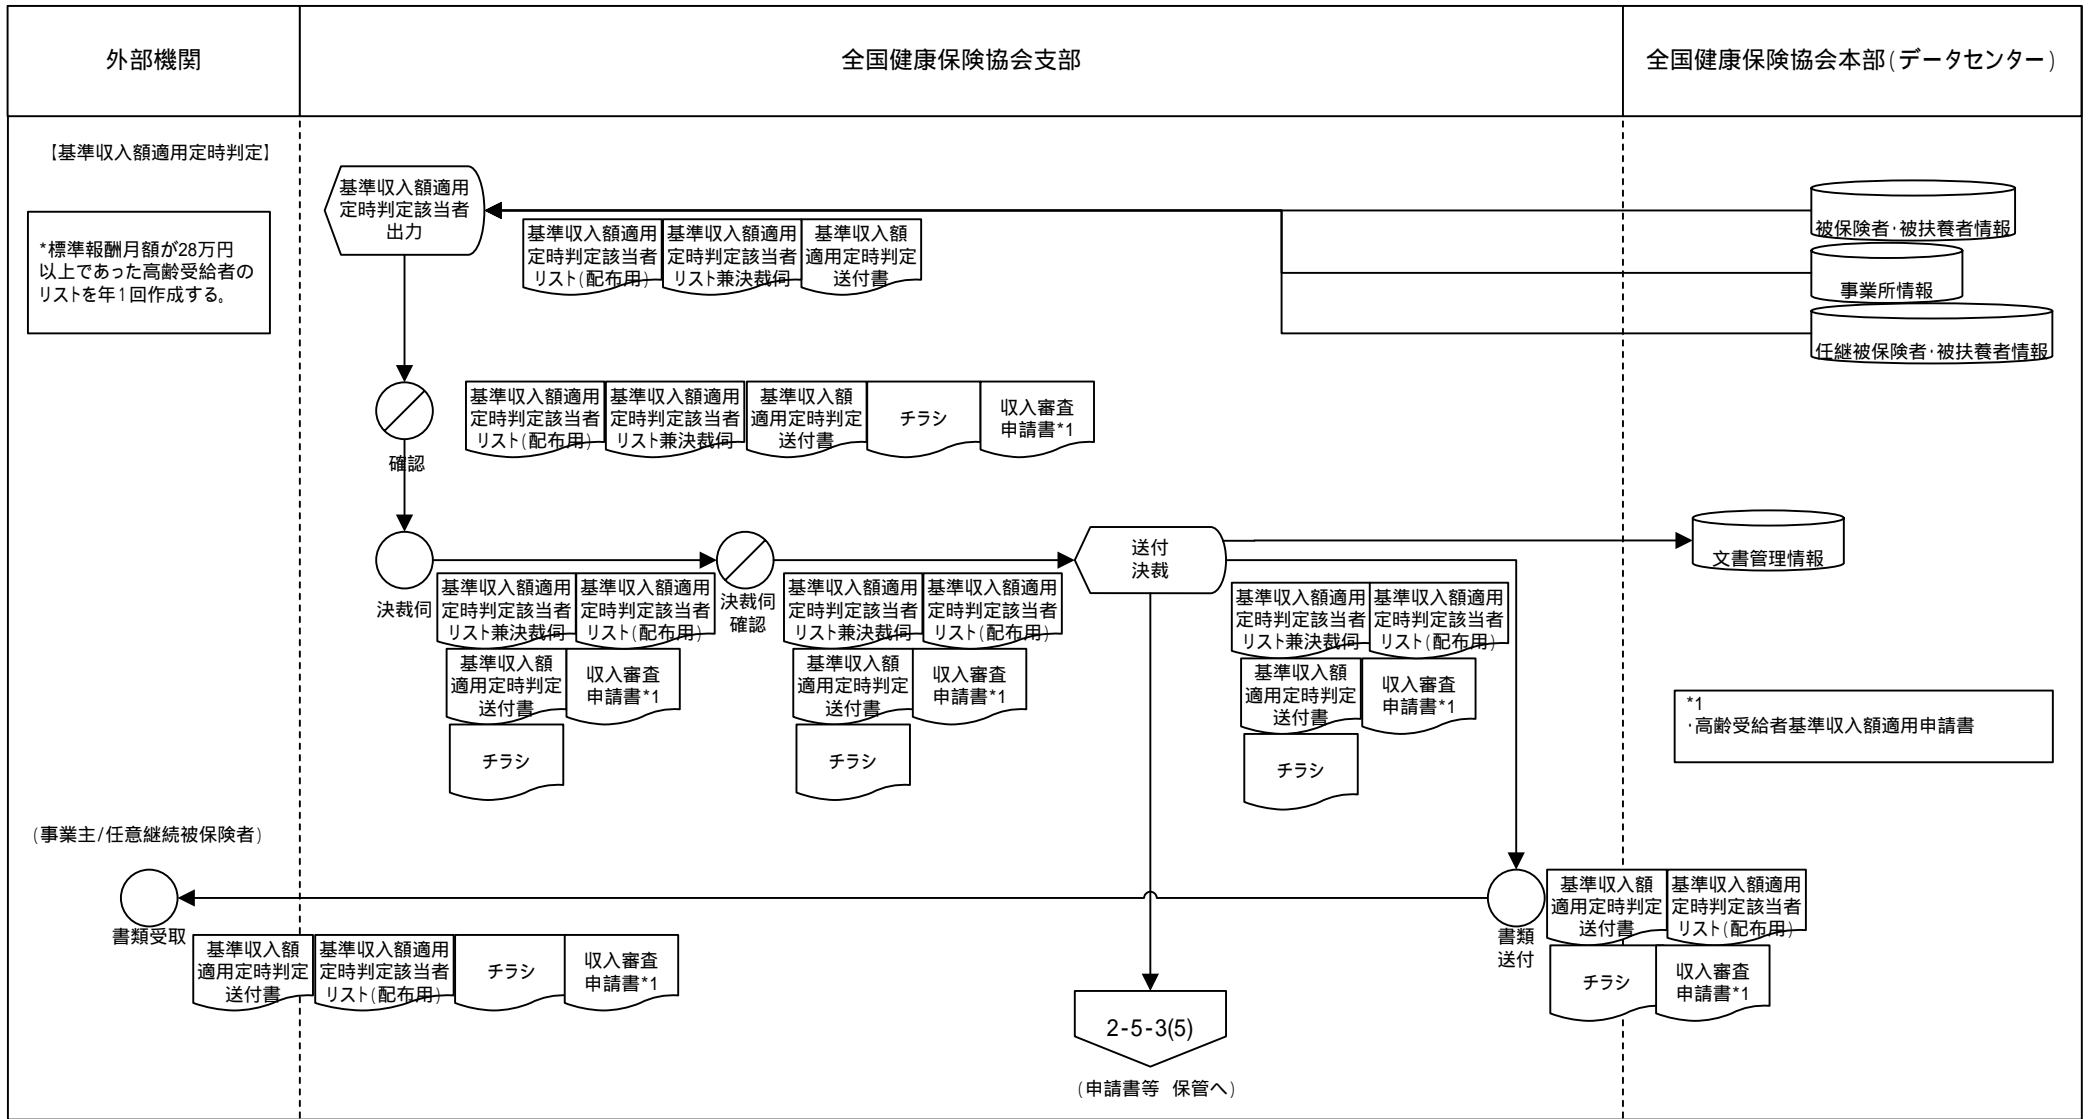 外部機関
全国健康保険協会支部
全国健康保険協会本部(データセンター)
【基準収入額適用定時判定】
*標準報酬月額が28万円
以上であった高齢受給者の
リストを年1回作成する。
基準収入額適用
定時判定該当者
出力
基準収入額適用
定時判定該当者
リスト(配布用)
基準収入額適用
定時判定該当者
リスト兼決裁伺
基準収入額
適用定時判定
送付書
被保険者・被扶養者情報
事業所情報
任継被保険者・被扶養者情報
確認
基準収入額適用
定時判定該当者
リスト(配布用)
基準収入額適用
定時判定該当者
リスト兼決裁伺
基準収入額
適用定時判定
送付書
チラシ
収入審査
申請書*1
決裁伺
基準収入額適用
定時判定該当者
リスト兼決裁伺
基準収入額適用
定時判定該当者
リスト(配布用)
基準収入額
適用定時判定
送付書
収入審査
申請書*1
チラシ
決裁伺
確認
基準収入額適用
定時判定該当者
リスト兼決裁伺
基準収入額適用
定時判定該当者
リスト(配布用)
基準収入額
適用定時判定
送付書
収入審査
申請書*1
チラシ
送付
決裁
基準収入額適用
定時判定該当者
リスト兼決裁伺
基準収入額適用
定時判定該当者
リスト(配布用)
基準収入額
適用定時判定
送付書
収入審査
申請書*1
チラシ
文書管理情報
*1
・高齢受給者基準収入額適用申請書
(事業主/任意継続被保険者)
書類受取
基準収入額
適用定時判定
送付書
基準収入額適用
定時判定該当者
リスト(配布用)
チラシ
収入審査
申請書*1
書類
送付
基準収入額
適用定時判定
送付書
基準収入額適用
定時判定該当者
リスト(配布用)
チラシ
収入審査
申請書*1
2-5-3(5)
(申請書等 保管へ)